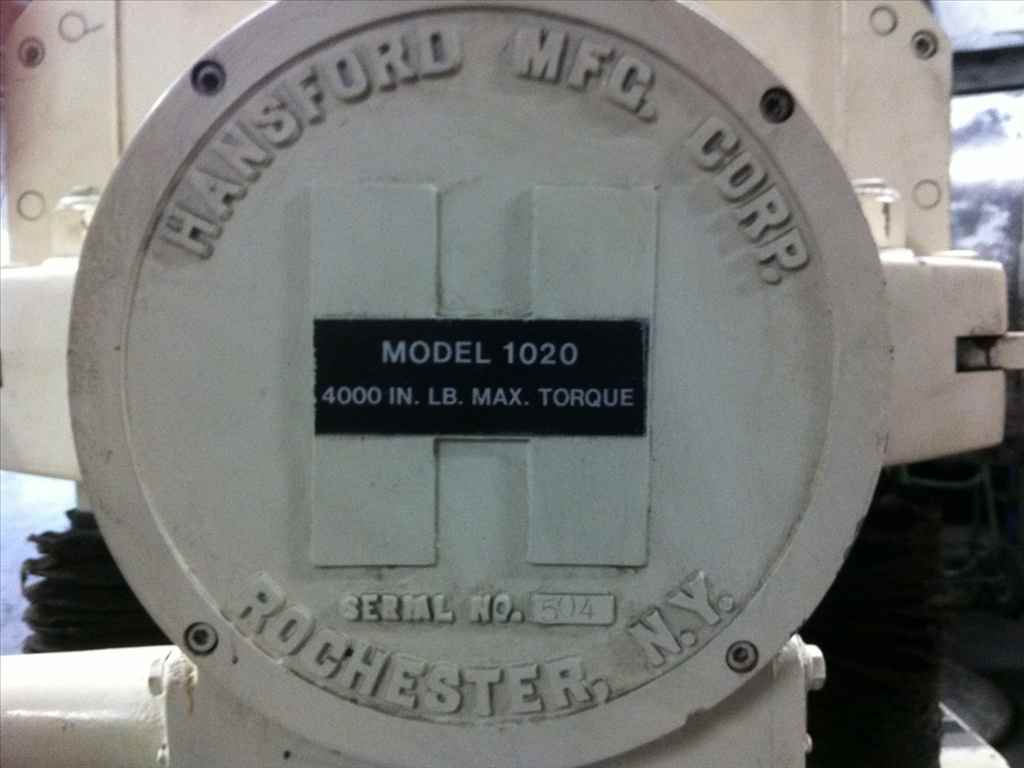 HANSFORD MFG. CORP.
H
MODEL 1020
4000 IN. LB. MAX. TORQUE
SERIAL NO. 504
ROCHESTER, N.Y.